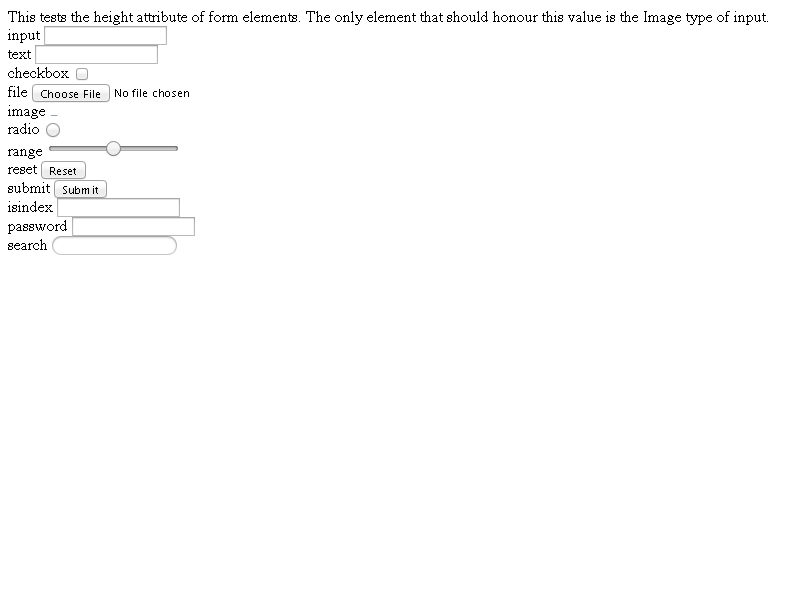 This tests the height attribute of form elements. The only element that should honour this value is the Image type of input.
input
text
checkbox
file Choose File No file chosen
image
radio
range
reset Reset
submit Submit
isindex
password
search